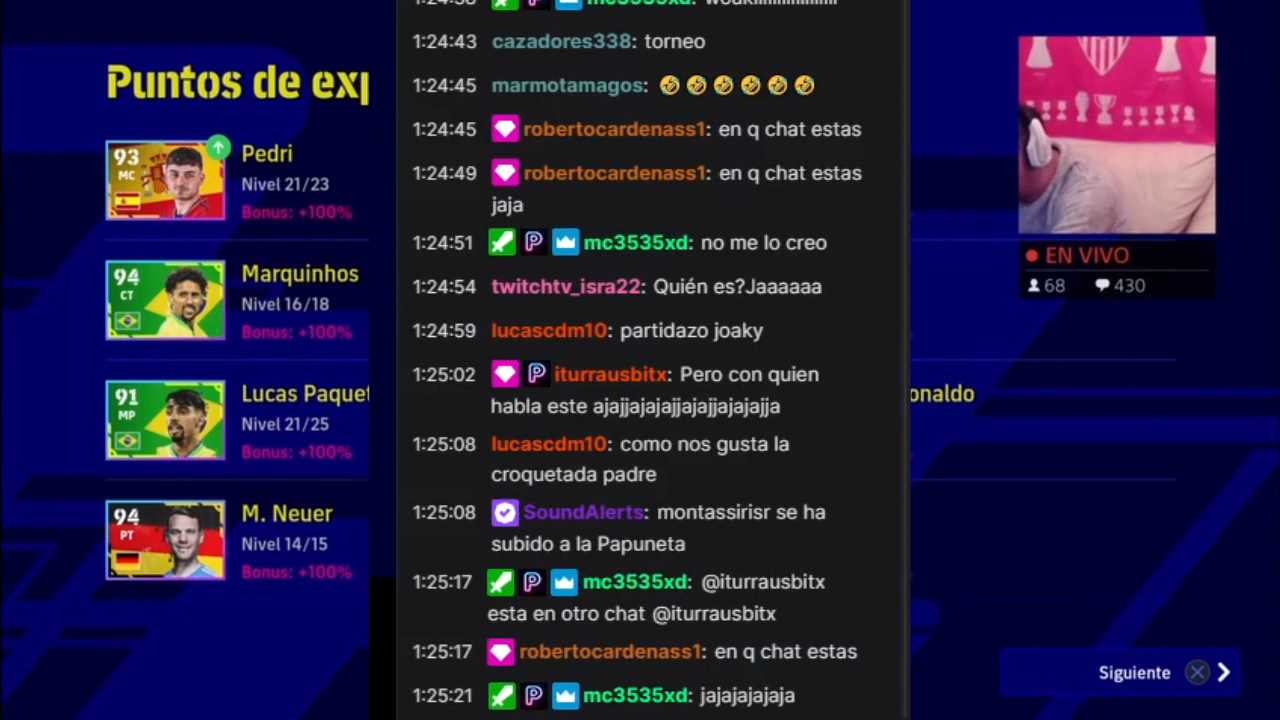 1:24:38 mc3535xd: woakiiiiiiiiiiiiiiiii
1:24:43 cazadores338: torneo
Puntos de exp
1:24:45 marmotamagos: 🤣🤣🤣🤣🤣🤣
1:24:45 robertocardenass1: en q chat estas
1:24:49 robertocardenass1: en q chat estas
jaja
1:24:51 mc3535xd: no me lo creo
1:24:54 twitchtv_isra22: Quién es?Jaaaaaa
1:24:59 lucascdm10: partidazo joaky
1:25:02 iturrausbitx: Pero con quien
habla este ajajjajajajjajajjajajajja
1:25:08 lucascdm10: como nos gusta la
croquetada padre
1:25:08 SoundAlerts: montassirisr se ha
subido a la Papuneta
1:25:17 mc3535xd: @iturrausbitx
esta en otro chat @iturrausbitx
1:25:17 robertocardenass1: en q chat estas
1:25:21 mc3535xd: jajajajajaja
93
MC
Pedri
Nivel 21/23
Bonus: +100%
94
CT
Marquinhos
Nivel 16/18
Bonus: +100%
91
MP
Lucas Paquet
Nivel 21/25
Bonus: +100%
94
PT
M. Neuer
Nivel 14/15
Bonus: +100%
onaldo
EN VIVO
68 430
Siguiente